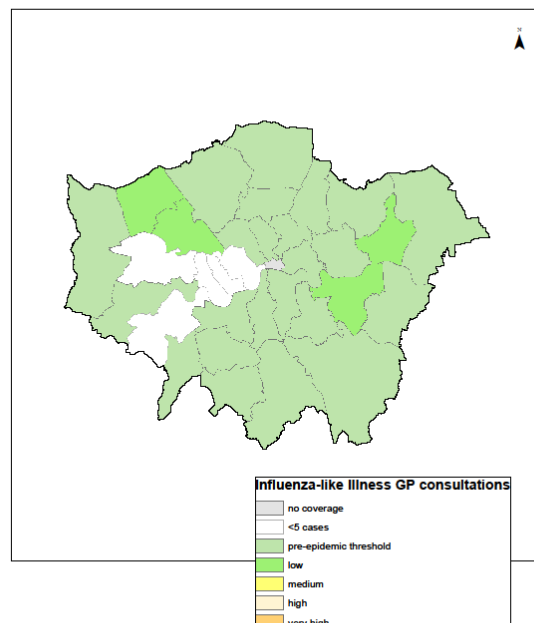 Influenza-like Illness GP consultations
no coverage
<5 cases
pre-epidemic threshold
low
medium
high
very high